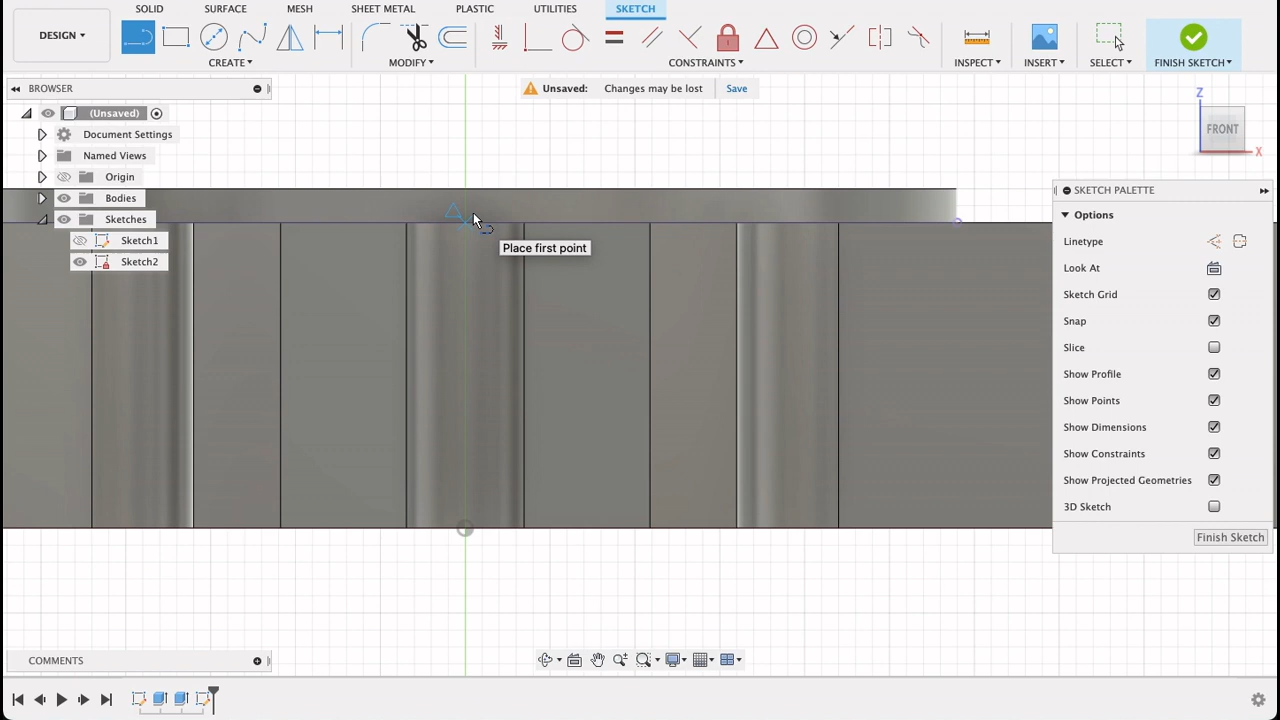 SOLID SURFACE MESH SHEET METAL PLASTIC UTILITIES SKETCH
DESIGN
CREATE MODIFY CONSTRAINTS INSPECT INSERT SELECT FINISH SKETCH
BROWSER
Unsaved: Changes may be lost Save
(Unsaved)
Document Settings
Named Views
Origin
Bodies
Sketches
Sketch1
Sketch2
Z
FRONT
X
Place first point
SKETCH PALETTE
Options
Linetype
Look At
Sketch Grid
Snap
Slice
Show Profile
Show Points
Show Dimensions
Show Constraints
Show Projected Geometries
3D Sketch
Finish Sketch
COMMENTS